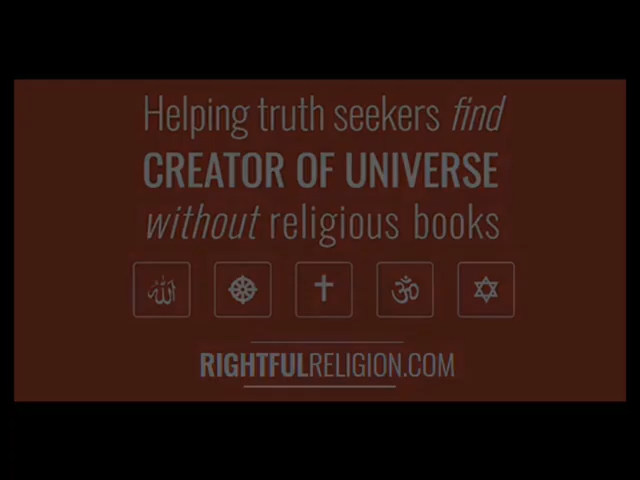 Helping truth seekers find
CREATOR OF UNIVERSE
without religious books
RIGHTFULRELIGION.COM